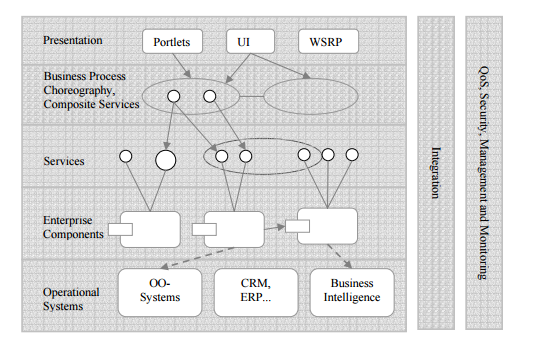 Presentation
Portlets
UI
WSRP
Business Process
Choreography,
Composite Services
Services
Enterprise
Components
Operational
Systems
OO-
Systems
CRM,
ERP...
Business
Intelligence
Integration
QoS, Security, Management and Monitoring